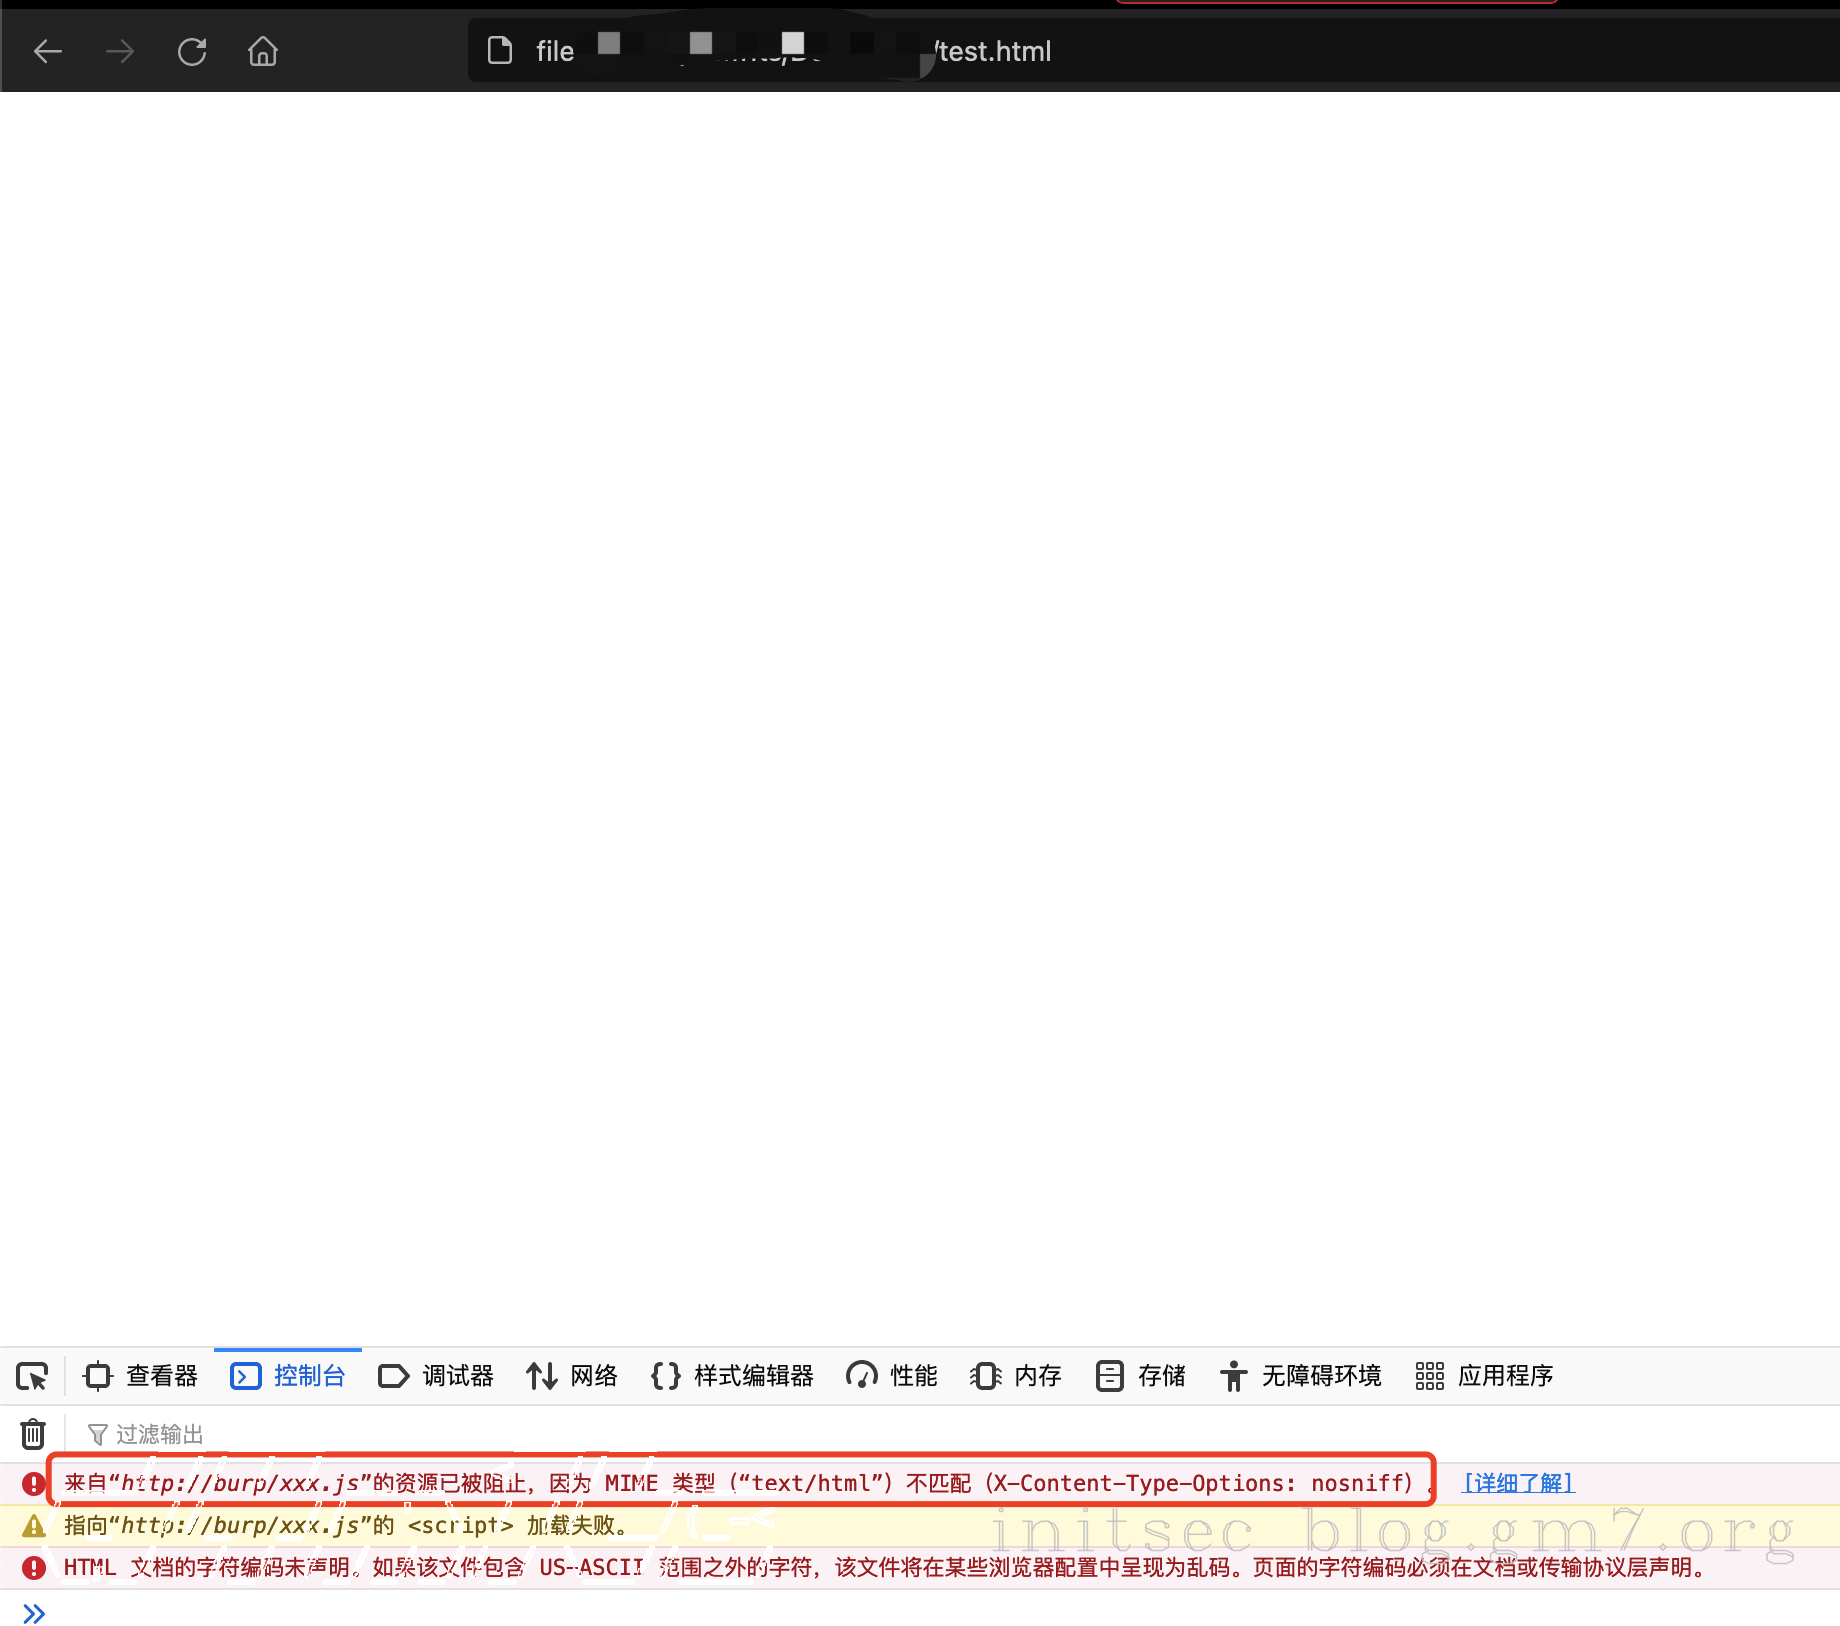 file
/test.html
查看器 控制台 调试器 网络 样式编辑器 性能 内存 存储 无障碍环境 应用程序
过滤输出
来自“http://burp/xxx.js”的资源已被阻止，因为 MIME 类型（“text/html”）不匹配（X-Content-Type-Options: nosniff）。 [详细了解]
指向“http://burp/xxx.js”的 <script> 加载失败。
initsec blog.gm7.org
HTML 文档的字符编码未声明。如果该文件包含 US-ASCII 范围之外的字符，该文件将在某些浏览器配置中呈现为乱码。页面的字符编码必须在文档或传输协议层声明。